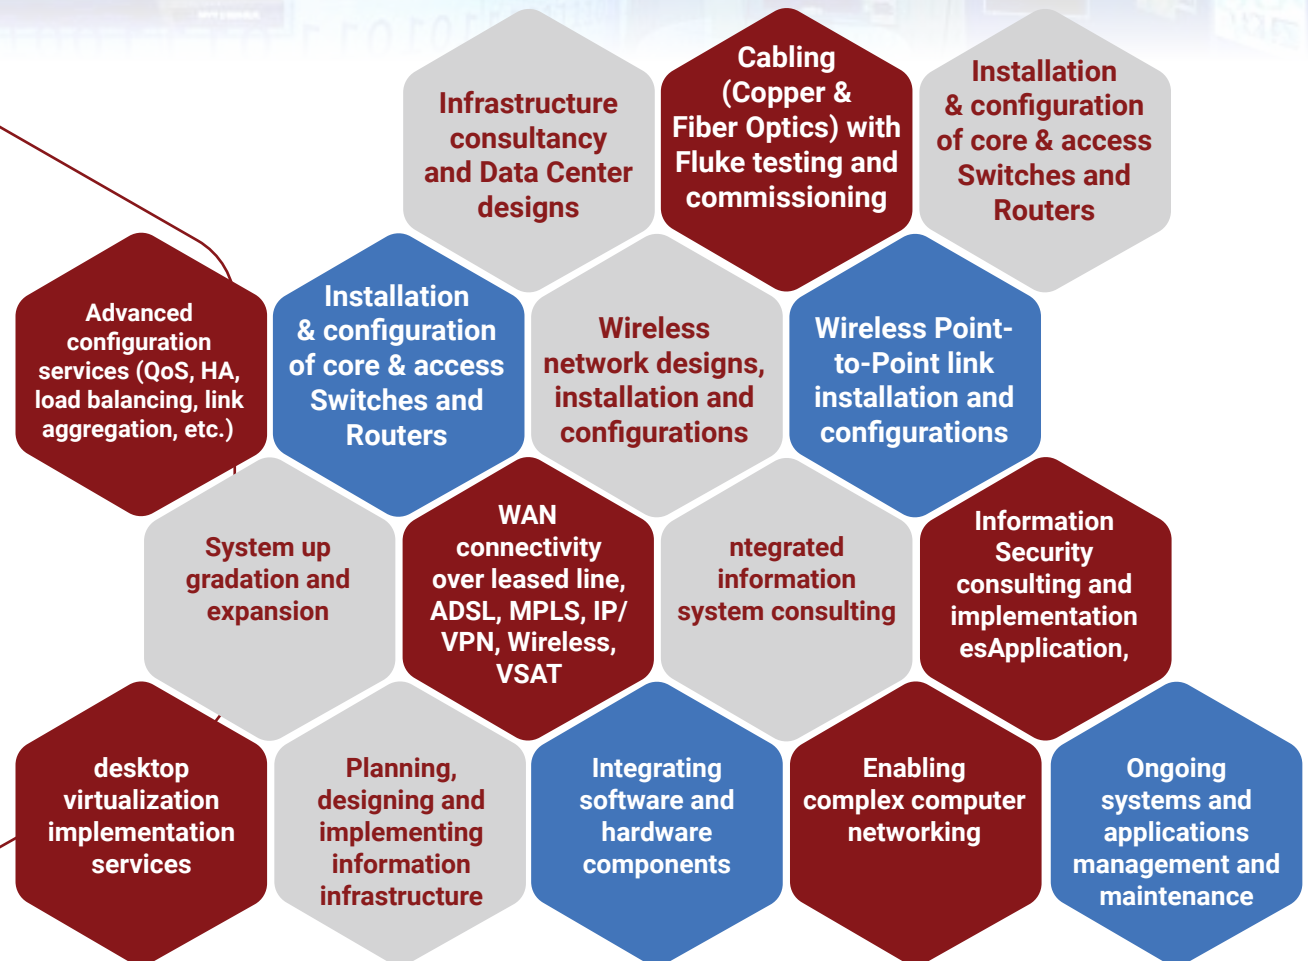 Infrastructure
consultancy
and Data Center
designs
Cabling
(Copper &
Fiber Optics) with
Fluke testing and
commissioning
Installation
& configuration
of core & access
Switches and
Routers
Advanced
configuration
services (QoS, HA,
load balancing, link
aggregation, etc.)
Installation
& configuration
of core & access
Switches and
Routers
Wireless
network designs,
installation and
configurations
Wireless Point-
to-Point link
installation and
configurations
System up
gradation and
expansion
WAN
connectivity
over leased line,
ADSL, MPLS, IP/
VPN, Wireless,
VSAT
ntegrated
information
system consulting
Information
Security
consulting and
implementation
esApplication,
desktop
virtualization
implementation
services
Planning,
designing and
implementing
information
infrastructure
Integrating
software and
hardware
components
Enabling
complex computer
networking
Ongoing
systems and
applications
management and
maintenance